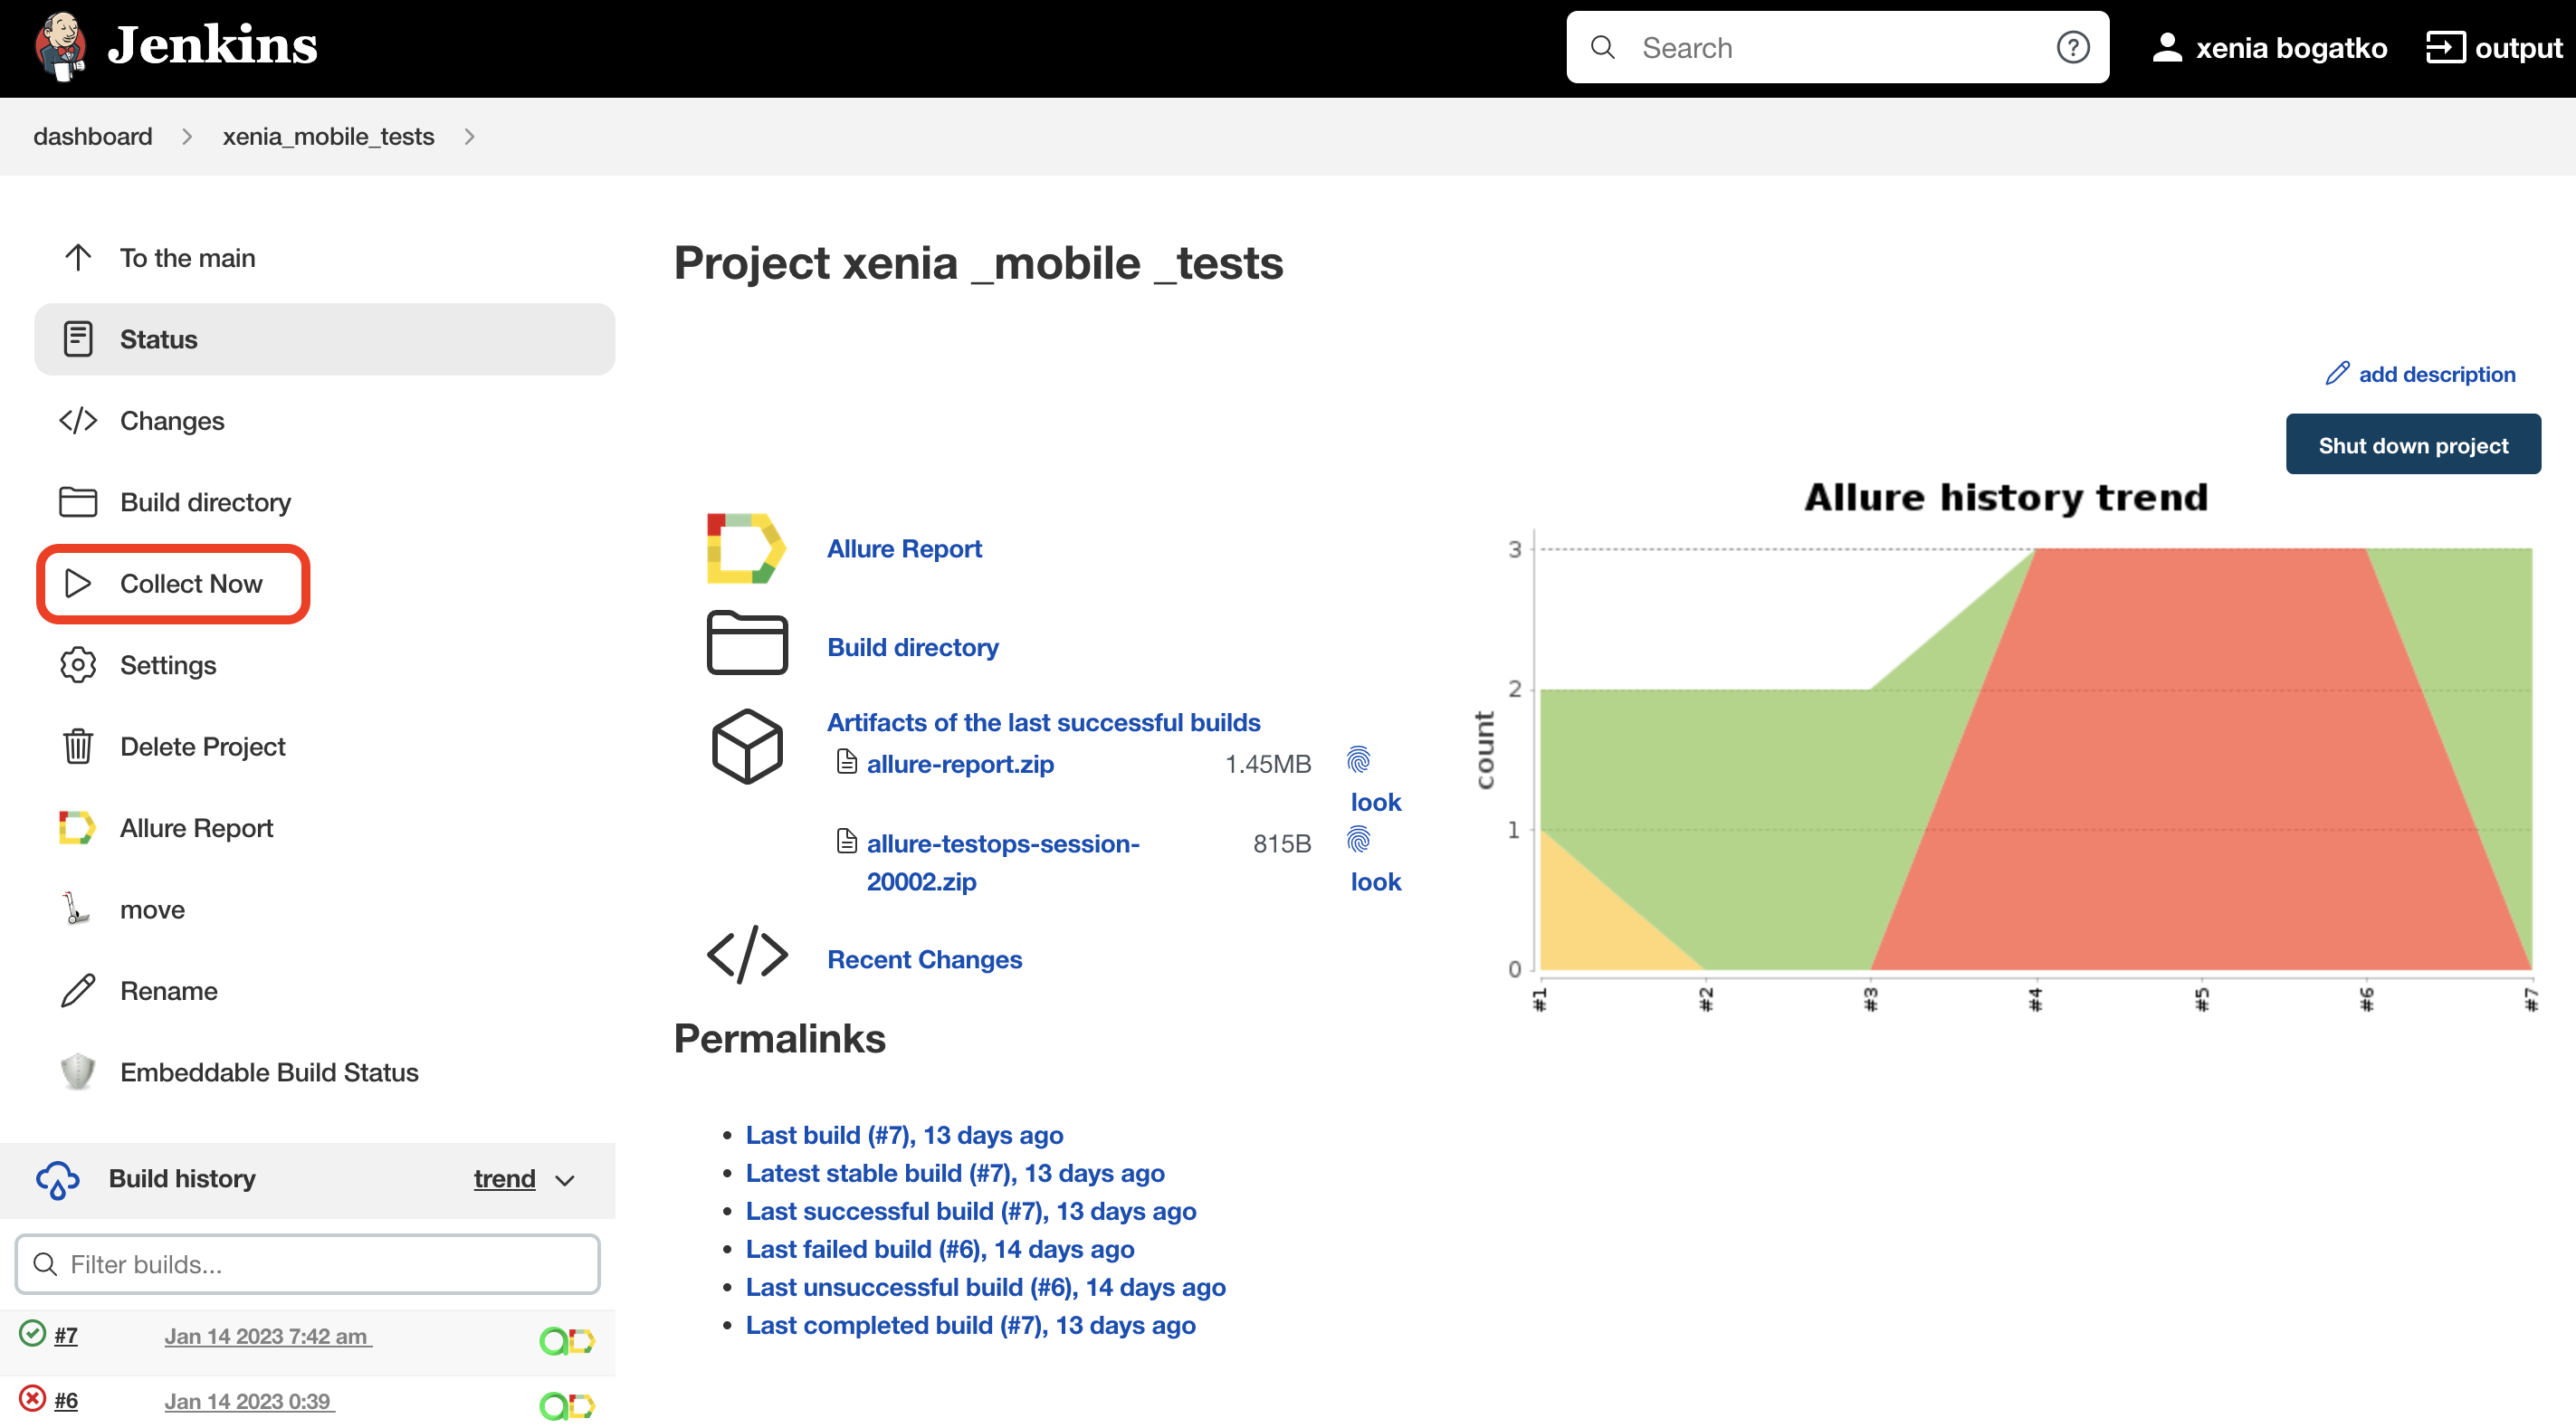 Jenkins
Search
xenia bogatko
output
dashboard
xenia_mobile_tests
To the main
Status
Changes
Build directory
Collect Now
Settings
Delete Project
Allure Report
move
Rename
Embeddable Build Status
Build history
trend
Filter builds...
#7
Jan 14 2023 7:42 am
#6
Jan 14 2023 0:39
Project xenia _mobile _tests
add description
Shut down project
Allure Report
Build directory
Artifacts of the last successful builds
allure-report.zip 1.45MB
look
allure-testops-session- 815B
20002.zip look
Recent Changes
Allure history trend
count
3
2
1
0
#1 #2 #3 #4 #5 #6 #7
Permalinks
• Last build (#7), 13 days ago
• Latest stable build (#7), 13 days ago
• Last successful build (#7), 13 days ago
• Last failed build (#6), 14 days ago
• Last unsuccessful build (#6), 14 days ago
• Last completed build (#7), 13 days ago